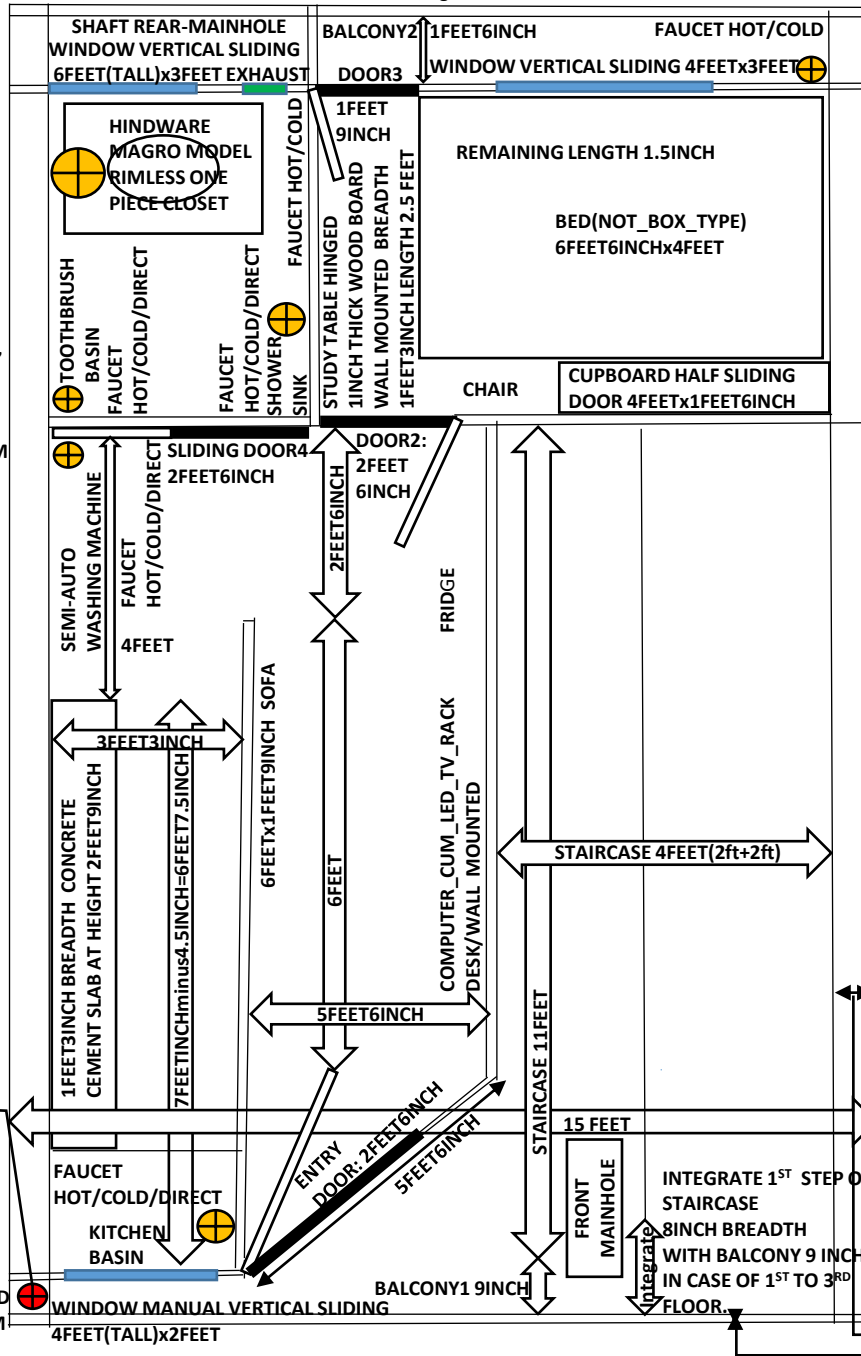 SHAFT REAR-MAINHOLE
WINDOW VERTICAL SLIDING
6FEET(TALL)x3FEET EXHAUST
BALCONY2 1FEET6INCH
FAUCET HOT/COLD
DOOR3
WINDOW VERTICAL SLIDING 4FEETx3FEET
1FEET
9INCH
HINDWARE
MAGRO MODEL
RIMLESS ONE
PIECE CLOSET
FAUCET HOT/COLD
REMAINING LENGTH 1.5INCH
BED(NOT_BOX_TYPE)
6FEET6INCHx4FEET
STUDY TABLE HINGED
1INCH THICK WOOD BOARD
WALL MOUNTED BREADTH
1FEET3INCH LENGTH 2.5 FEET
TOOTHBRUSH
BASIN
FAUCET
HOT/COLD/DIRECT
FAUCET
HOT/COLD/DIRECT
SHOWER
SINK
CHAIR
CUPBOARD HALF SLIDING
DOOR 4FEETx1FEET6INCH
M
SLIDING DOOR4
2FEET6INCH
DOOR2:
2FEET
6INCH
2FEET6INCH
SEMI-AUTO
WASHING MACHINE
FAUCET
HOT/COLD/DIRECT
4FEET
FRIDGE
3FEET3INCH
6FEETx1FEET9INCH SOFA
6FEET
COMPUTER_CUM_LED_TV_RACK
DESK/WALL MOUNTED
STAIRCASE 4FEET(2ft+2ft)
1FEET3INCH BREADTH CONCRETE
CEMENT SLAB AT HEIGHT 2FEET9INCH
7FEETINCHminus4.5INCH=6FEET7.5INCH
5FEET6INCH
STAIRCASE 11FEET
15 FEET
ENTRY
DOOR: 2FEET6INCH
5FEET6INCH
FAUCET
HOT/COLD/DIRECT
KITCHEN
BASIN
FRONT
MAINHOLE
Integrate
INTEGRATE 1ST STEP O
STAIRCASE
8INCH BREADTH
WITH BALCONY 9 INCH
IN CASE OF 1ST TO 3RD
FLOOR.
BALCONY1 9INCH
D
M
WINDOW MANUAL VERTICAL SLIDING
4FEET(TALL)x2FEET